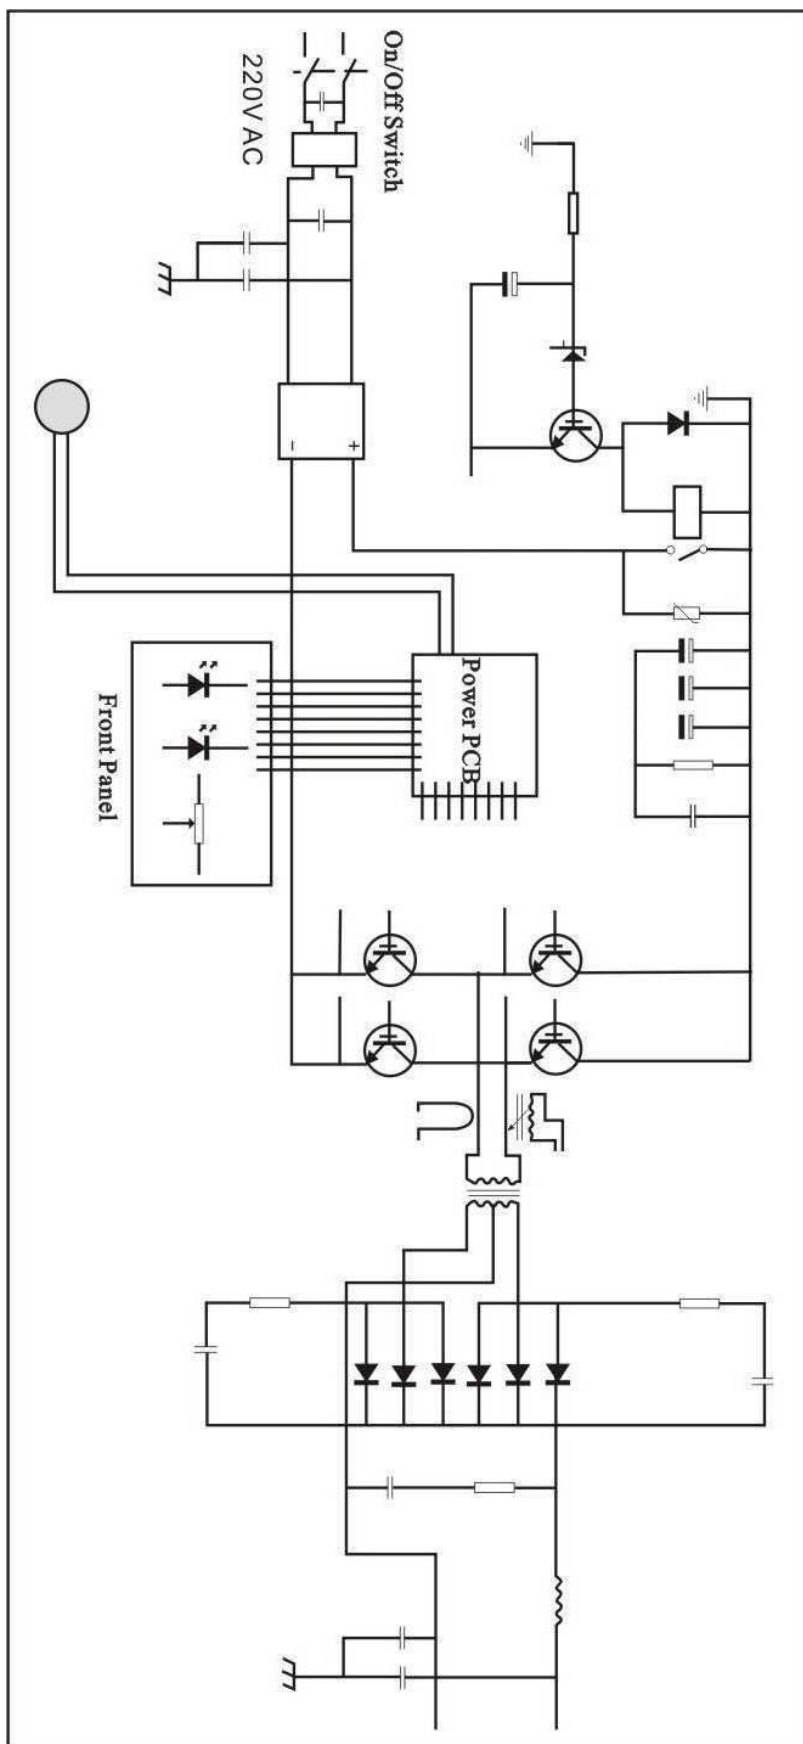 On/Off Switch
220V AC
- +
Power PCB
Front Panel